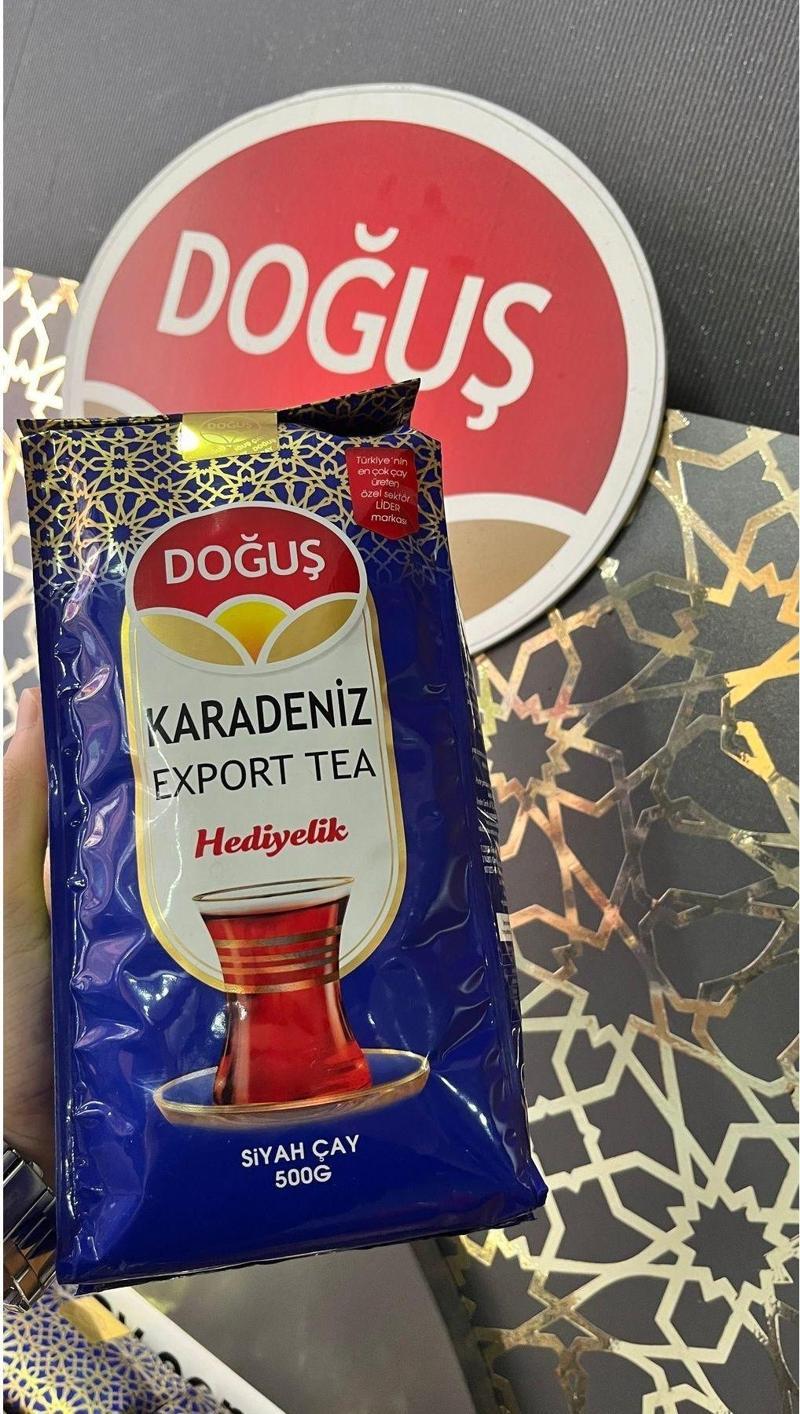 DOĞUŞ
DOĞUŞ
Türkiye'nin
en çok çay
üreten
özel sektör
LİDER
markası
DOĞUŞ
KARADENİZ
EXPORT TEA
Hediyelik
SİYAH ÇAY
500G